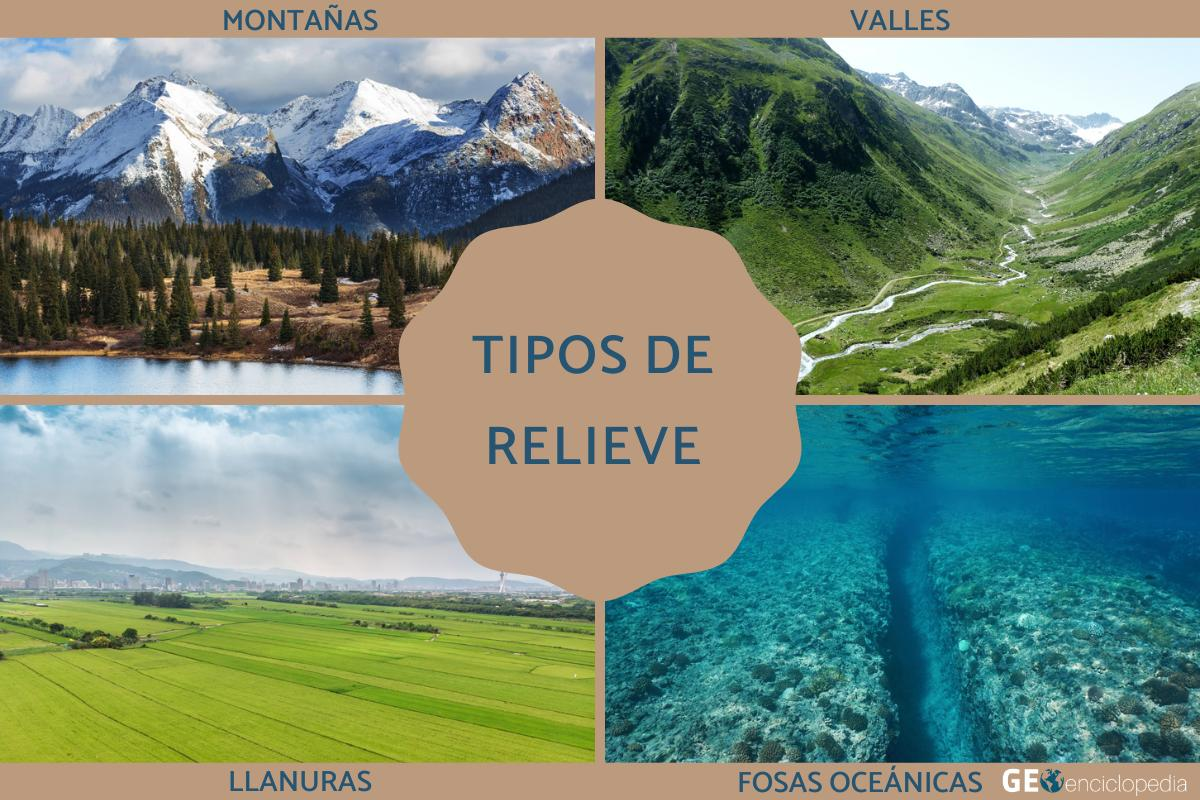 MONTAÑAS
VALLES
TIPOS DE
RELIEVE
LLANURAS
FOSAS OCEÁNICAS
GEOenciclopedia